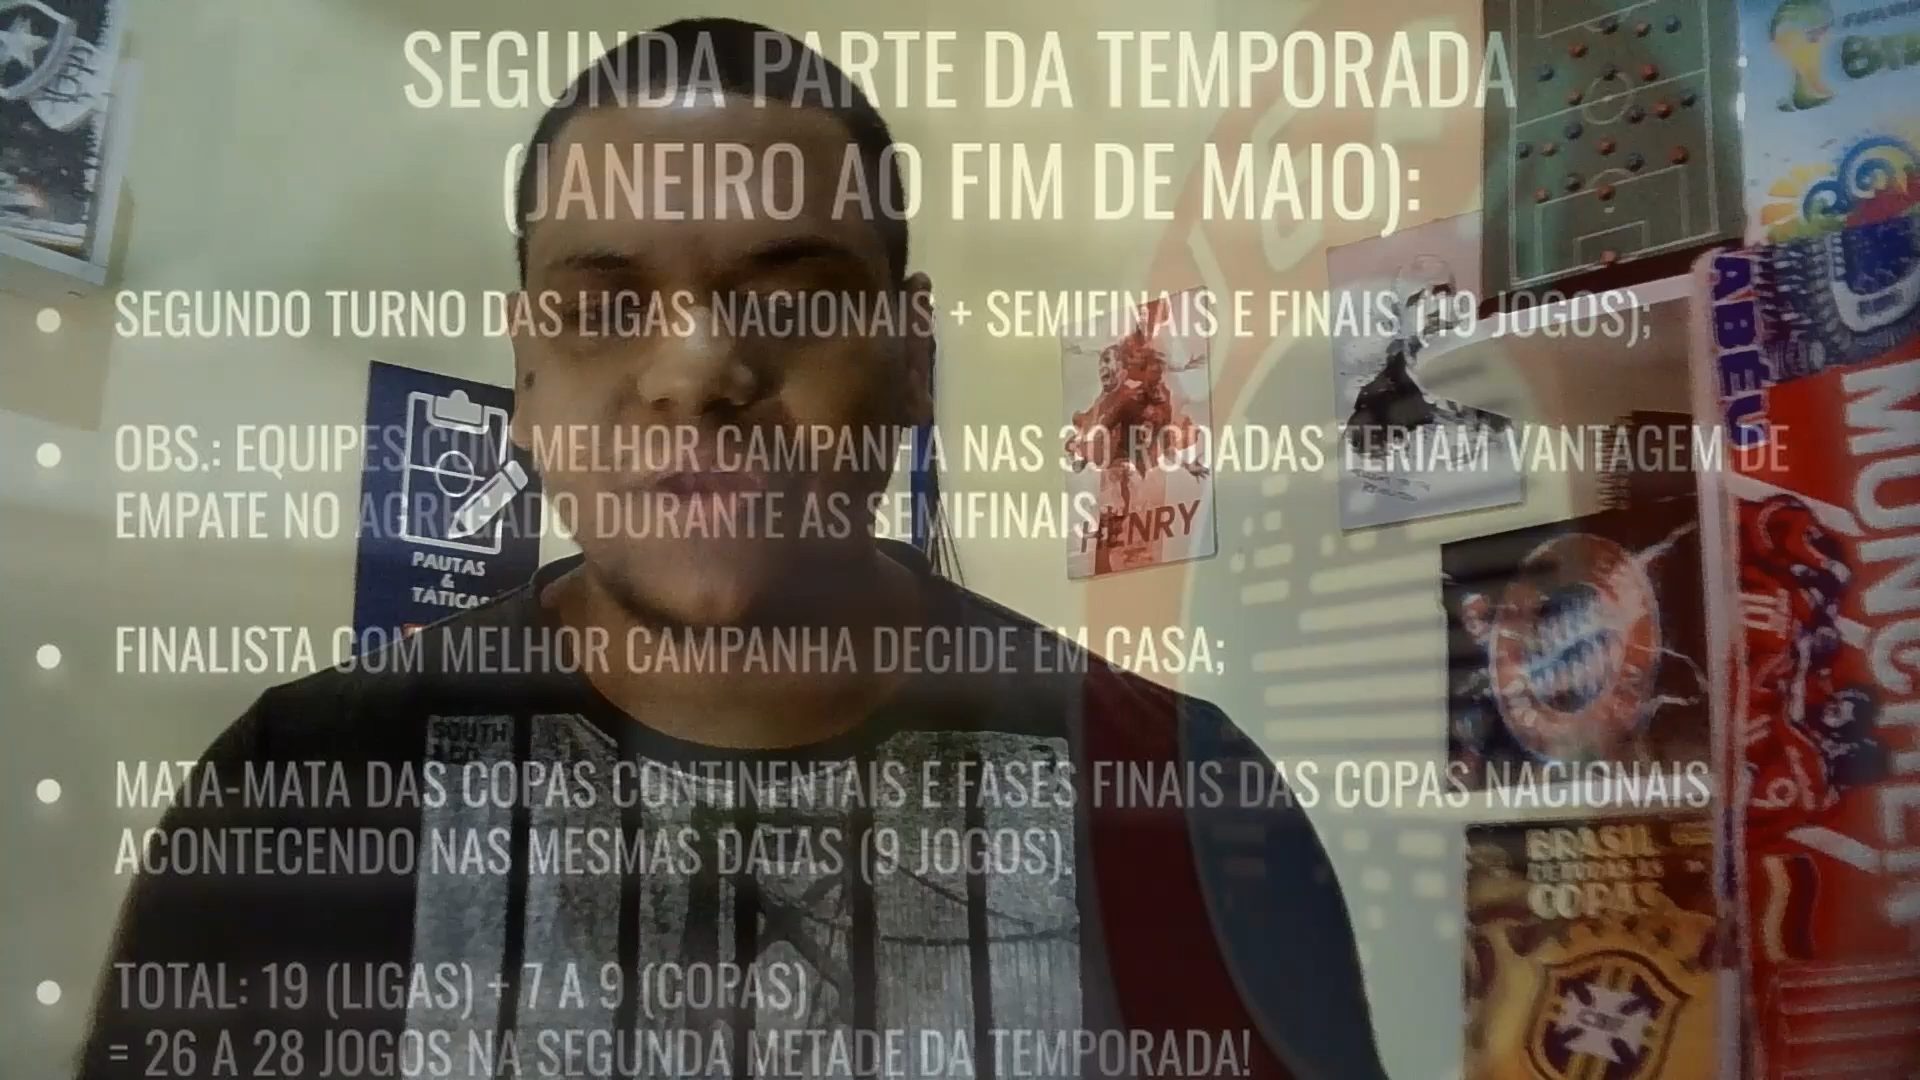 SEGUNDA PARTE DA TEMPORADA
(JANEIRO AO FIM DE MAIO):
SEGUNDO TURNO DAS LIGAS NACIONAIS + SEMIFINAIS E FINAIS (19 JOGOS);
OBS.: EQUIPES COM MELHOR CAMPANHA NAS 30 RODADAS TERIAM VANTAGEM DE
EMPATE NO AGREGADO DURANTE AS SEMIFINAIS;
FINALISTA COM MELHOR CAMPANHA DECIDE EM CASA;
MATA-MATA DAS COPAS CONTINENTAIS E FASES FINAIS DAS COPAS NACIONAIS
ACONTECENDO NAS MESMAS DATAS (9 JOGOS).
TOTAL: 19 (LIGAS) + 7 A 9 (COPAS)
= 26 A 28 JOGOS NA SEGUNDA METADE DA TEMPORADA!
PAUTAS
&
TÁTICAS
HENRY
SOUTH
ABEU
MÜNCHEN
BRASIL
COPAS
CBF